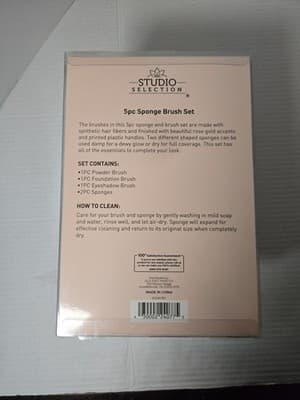 STUDIO
SELECTION
®
5pc Sponge Brush Set
The brushes in this 5pc sponge and brush set are made with
synthetic hair fibers and finished with beautiful rose gold accents
and printed plastic handles. Two different shaped sponges can be
used damp for a dewy glow or dry for full coverage. This set has
all of the essentials to complete your look.
SET CONTAINS:
•1PC Powder Brush
•1PC Foundation Brush
•1PC Eyeshadow Brush
•2PC Sponges
HOW TO CLEAN:
Care for your brush and sponge by gently washing in mild soap
and water, rinse well, and let air-dry. Sponge will expand for
effective cleaning and return to its original size when completely
dry.
100% Satisfaction Guaranteed
MADE IN CHINA